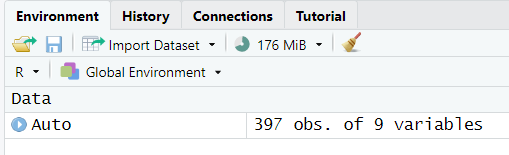 Environment History Connections Tutorial
Import Dataset 176 MiB
R Global Environment
Data
Auto 397 obs. of 9 variables